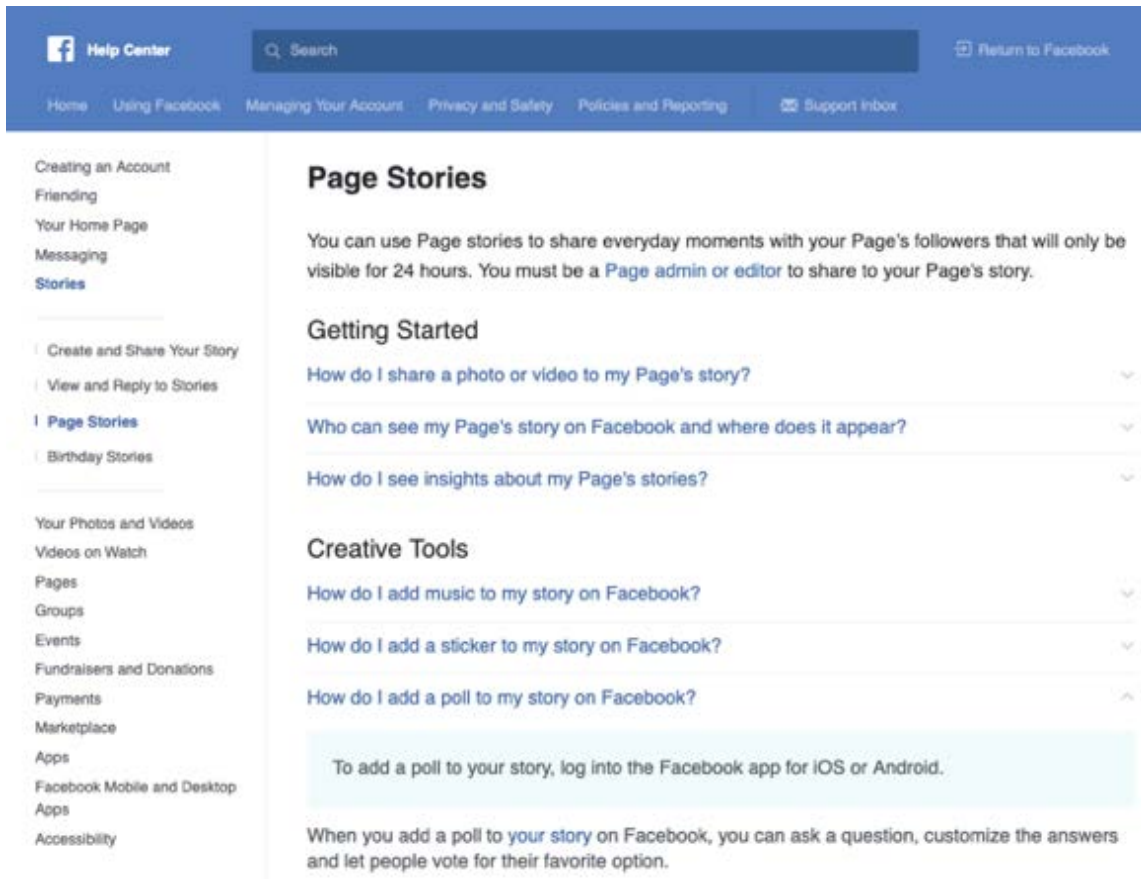 Help Center
Search
Return to Facebook
Home Using Facebook Managing Your Account Privacy and Safety Policies and Reporting Support Inbox
Creating an Account
Friending
Your Home Page
Messaging
Stories
Create and Share Your Story
View and Reply to Stories
Page Stories
Birthday Stories
Your Photos and Videos
Videos on Watch
Pages
Groups
Events
Fundraisers and Donations
Payments
Marketplace
Apps
Facebook Mobile and Desktop
Apps
Accessibility
Page Stories
You can use Page stories to share everyday moments with your Page's followers that will only be
visible for 24 hours. You must be a Page admin or editor to share to your Page's story.
Getting Started
How do I share a photo or video to my Page's story?
Who can see my Page's story on Facebook and where does it appear?
How do I see insights about my Page's stories?
Creative Tools
How do I add music to my story on Facebook?
How do I add a sticker to my story on Facebook?
How do I add a poll to my story on Facebook?
To add a poll to your story, log into the Facebook app for iOS or Android.
When you add a poll to your story on Facebook, you can ask a question, customize the answers
and let people vote for their favorite option.